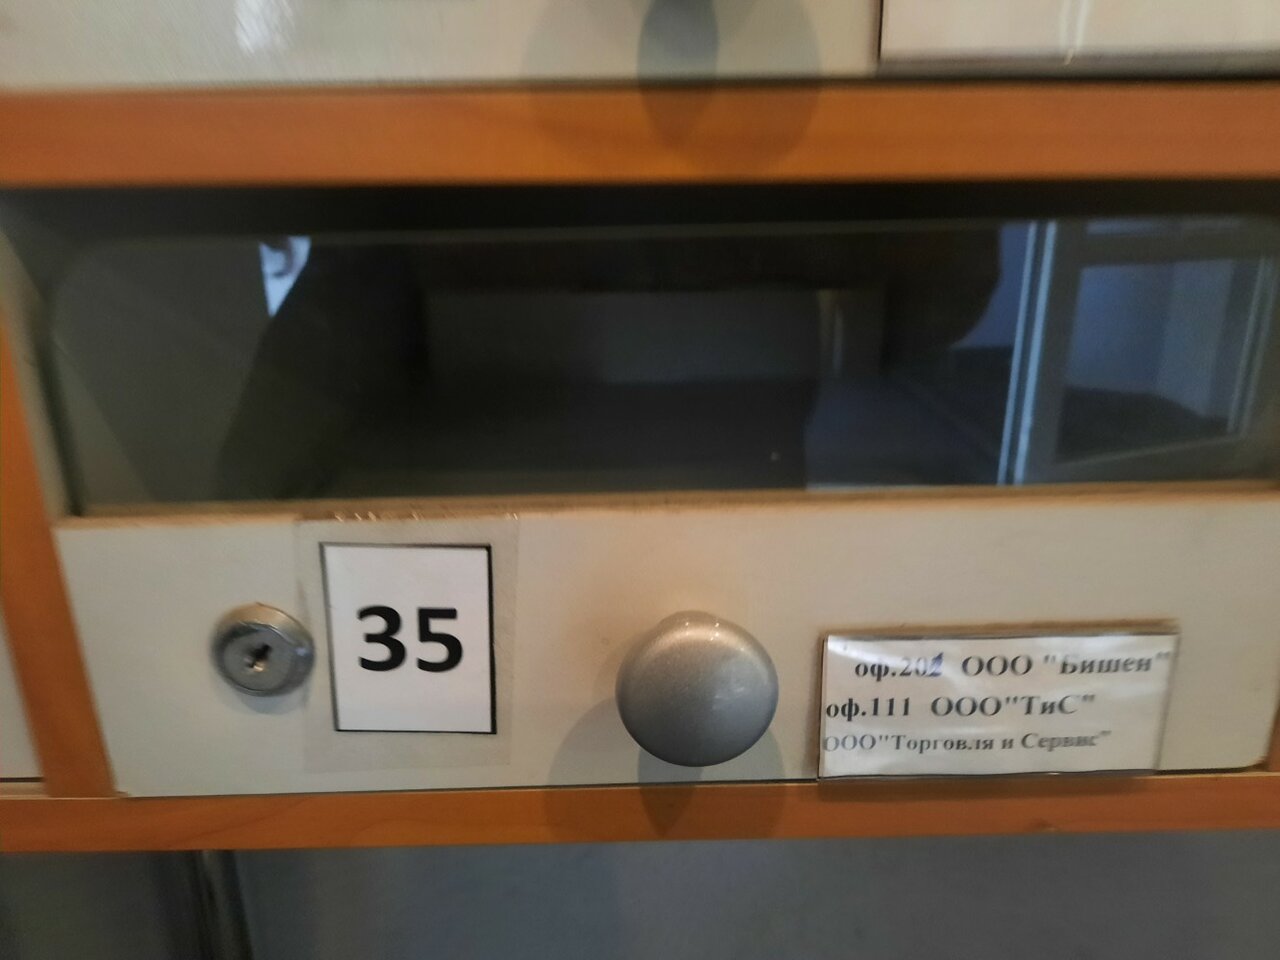 35
оф.202 ООО "Бишен"
оф.111 ООО"ТиС"
ООО"Торговля и Сервис"